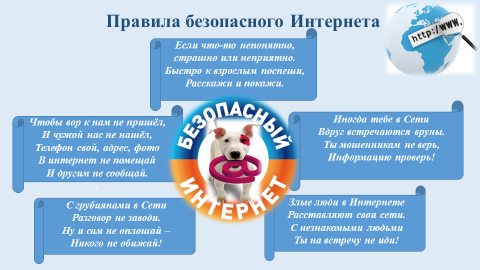 Правила безопасного Интернета
http://www.
Если что-то непонятно,
страшно или неприятно.
Быстро к взрослым поспеши,
Расскажи и покажи.
Чтобы вор к нам не пришёл,
И чужой нас не нашёл,
Телефон свой, адрес, фото
В интернет не помещай
И другим не сообщай.
Иногда тебе в Сети
Вдруг встречаются вруны.
Ты мошенникам не верь,
Информацию проверь!
БЕЗОПАСНЫЙ
ИНТЕРНЕТ
С грубиянами в Сети
Разговор не заводи.
Ну и сам не оплошай –
Никого не обижай!
Злые люди в Интернете
Расставляют свои сети.
С незнакомыми людьми
Ты на встречу не иди!